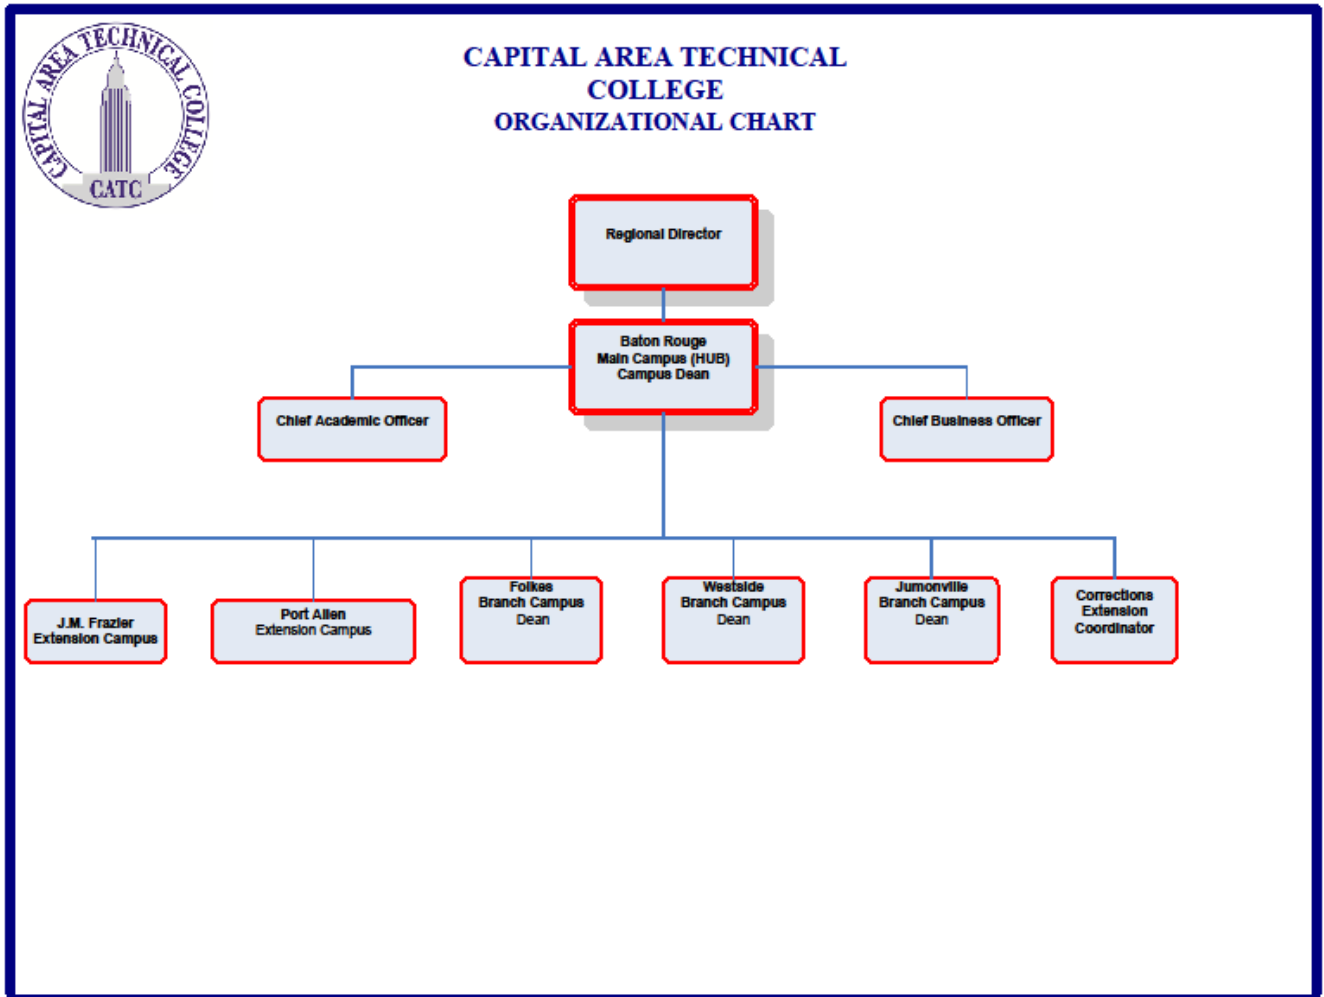 CAPITAL AREA TECHNICAL COLLEGE
CATC
CAPITAL AREA TECHNICAL
COLLEGE
ORGANIZATIONAL CHART
Regional Director
Baton Rouge
Main Campus (HUB)
Campus Dean
Chief Academic Officer
Chief Business Officer
J.M. Frazier
Extension Campus
Port Allen
Extension Campus
Folkes
Branch Campus
Dean
Westside
Branch Campus
Dean
Jumonville
Branch Campus
Dean
Corrections
Extension
Coordinator